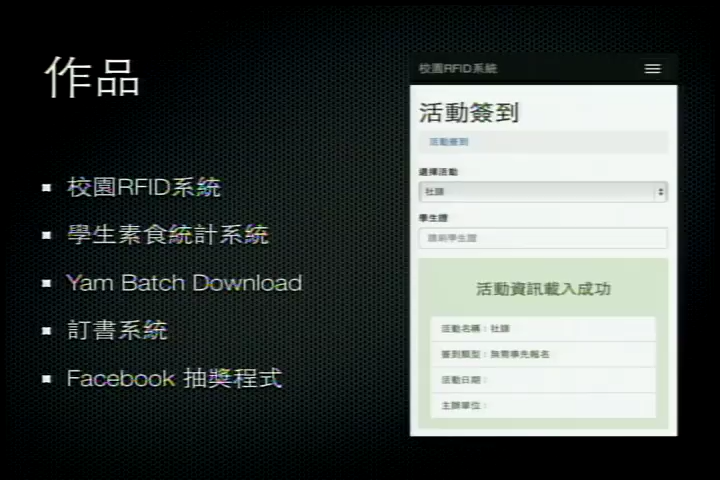 作品
校園RFID系統
學生素食統計系統
Yam Batch Download
訂書系統
Facebook 抽獎程式
校園RFID系統
活動簽到
活動簽到
選擇活動
社課
學生證
請刷學生證
活動資訊載入成功
活動名稱：社課
簽到類型：無需事先報名
活動日期：
主辦單位：